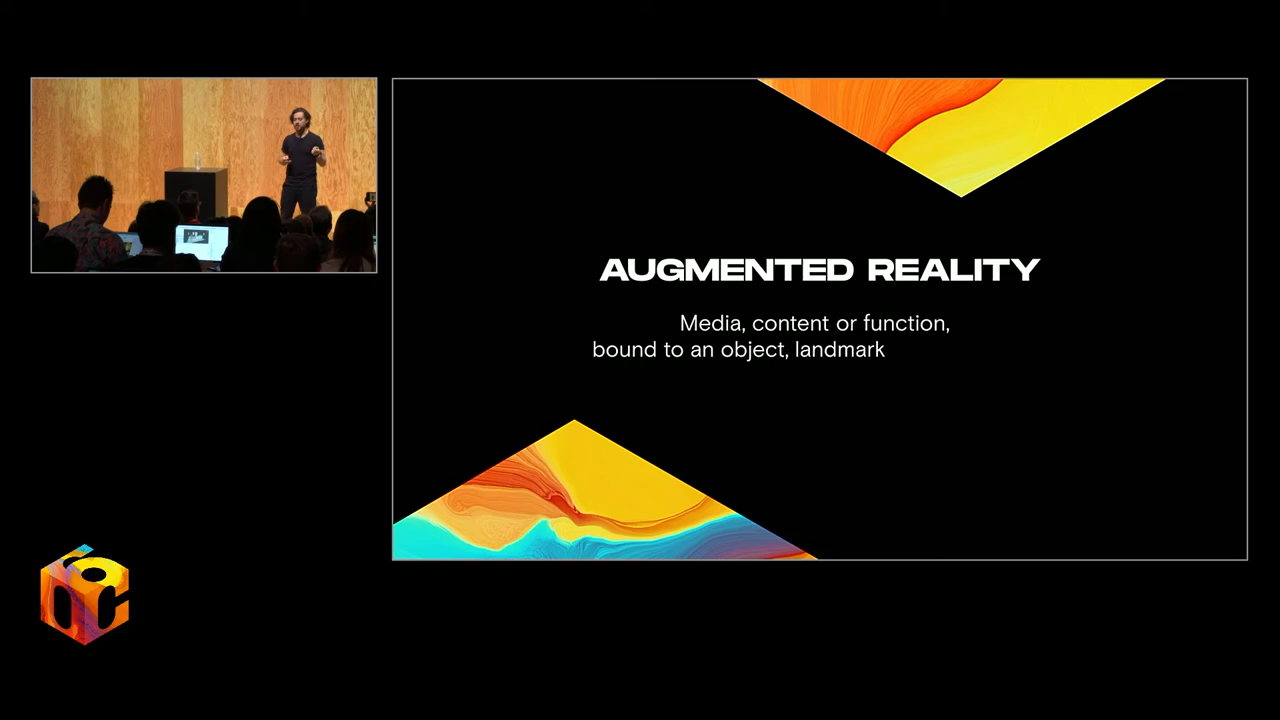 AUGMENTED REALITY
Media, content or function,
bound to an object, landmark